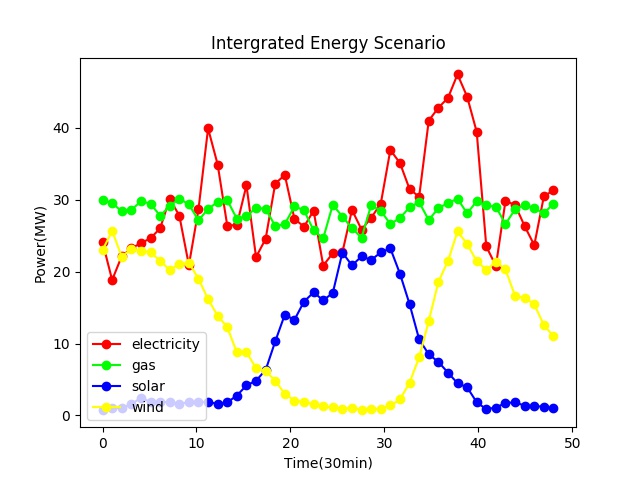 Intergrated Energy Scenario
Power(MW)
40
30
20
10
0
electricity
gas
solar
wind
0 10 20 30 40 50
Time(30min)